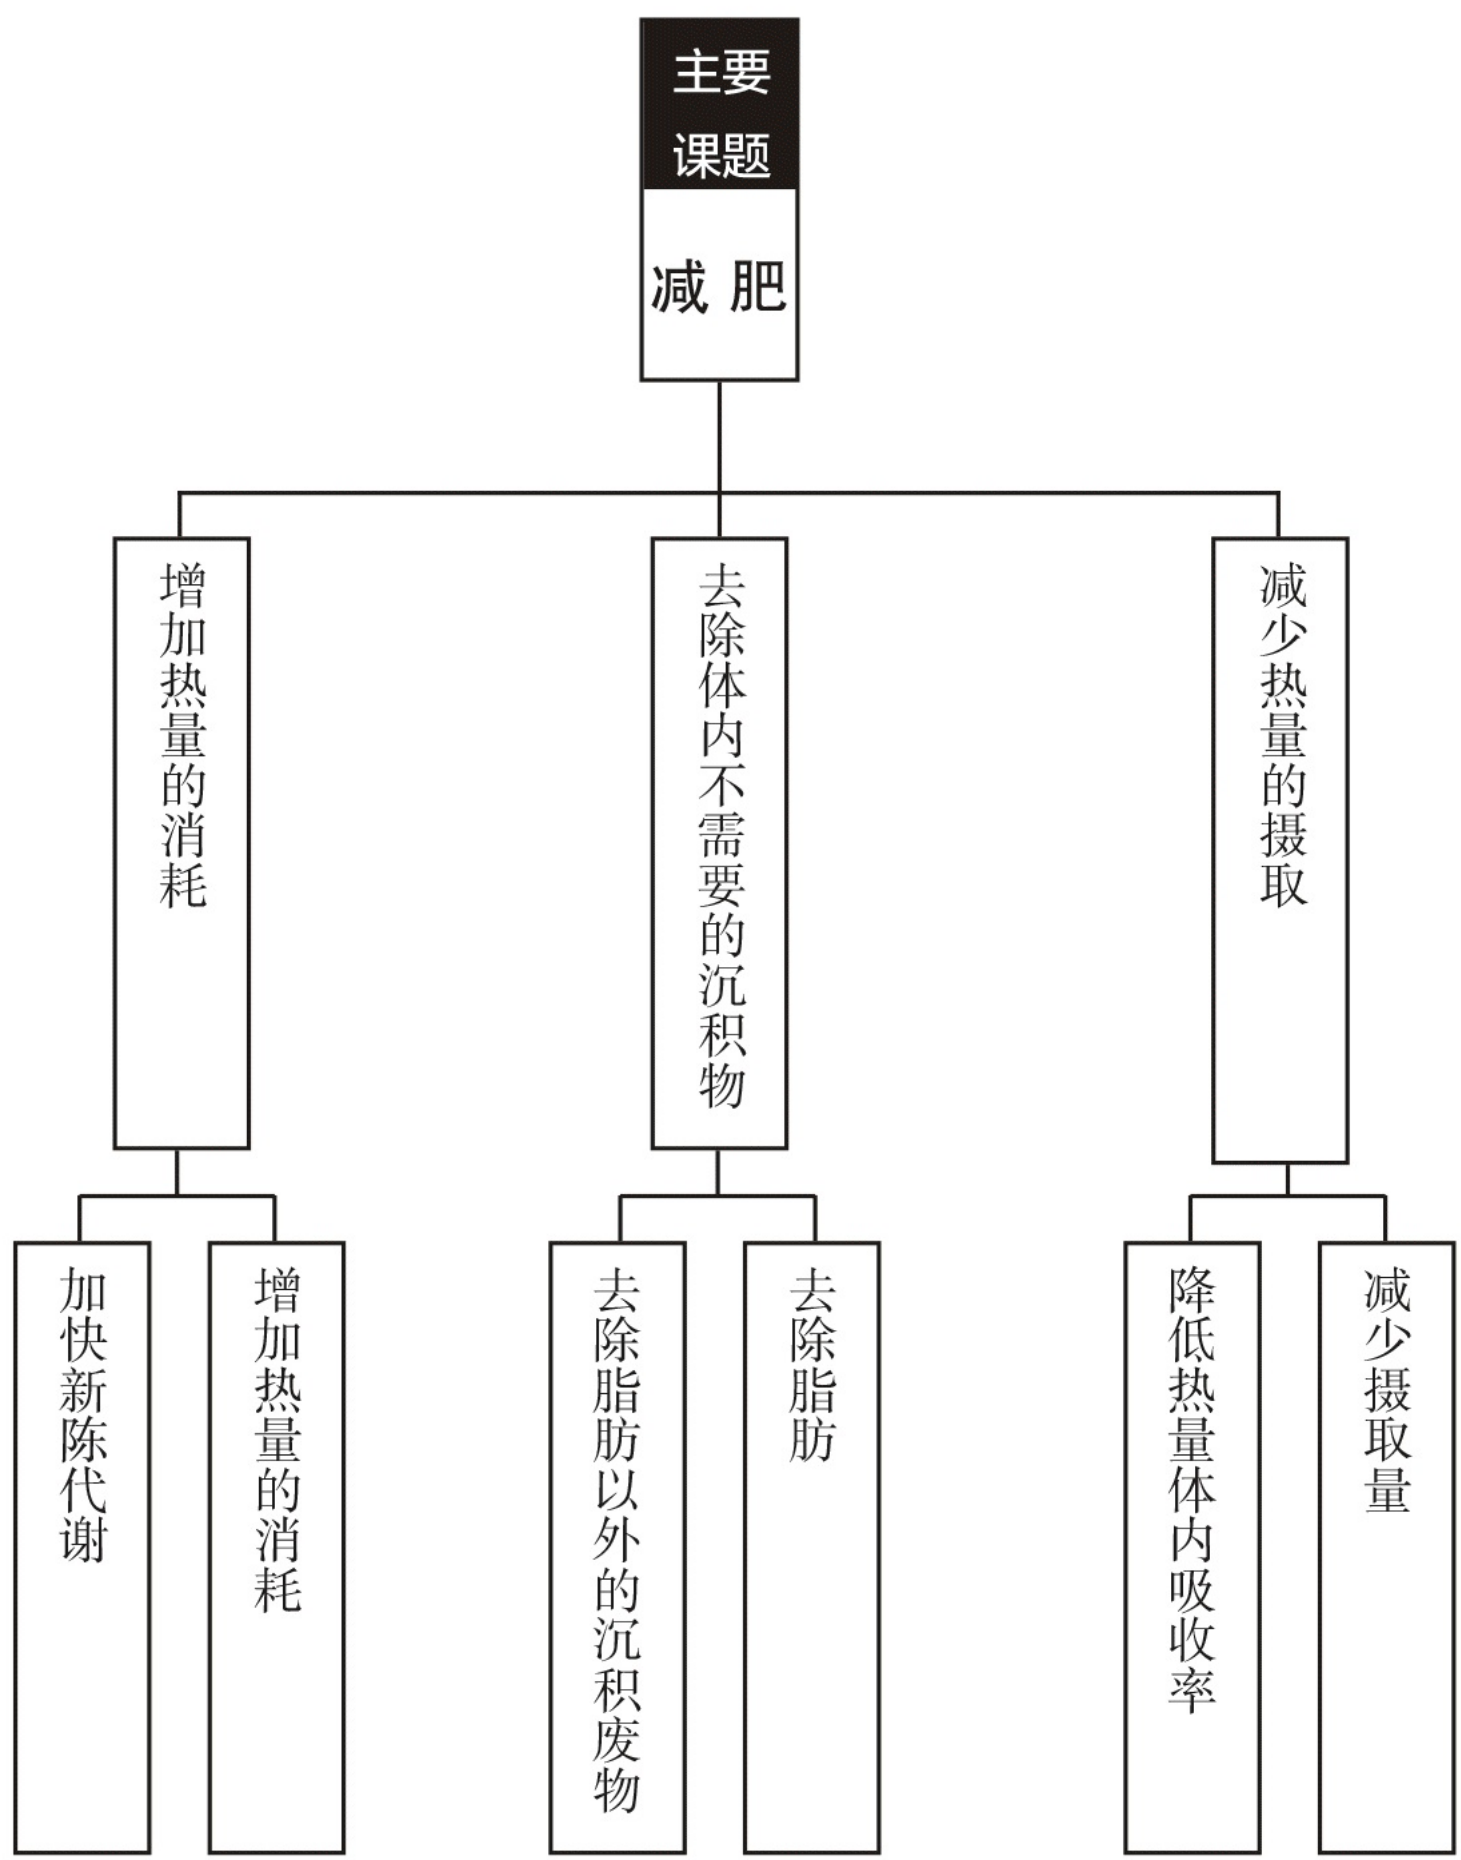 主要
课题
减肥
增加热量的消耗
去除体内不需要的沉积物
减少热量的摄取
加快新陈代谢
增加热量的消耗
去除脂肪以外的沉积废物
去除脂肪
降低热量体内吸收率
减少摄取量